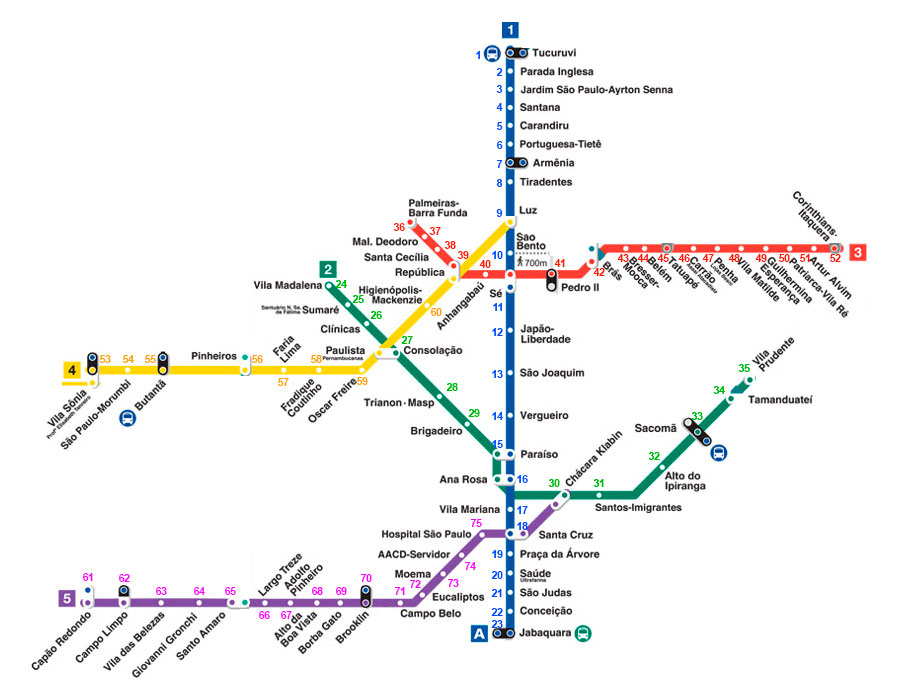 1
1
Tucuruvi
2
Parada Inglesa
3
Jardim São Paulo-Ayrton Senna
4
Santana
5
Carandiru
6
Portuguesa-Tietê
7
Armênia
8
Tiradentes
9
Luz
10
Sao
Bento
700m
Sé
11
12
Japão-
Liberdade
13
São Joaquim
14
Vergueiro
15
Paraíso
Ana Rosa
16
Vila Mariana
17
18
Santa Cruz
19
Praça da Árvore
20
Saúde
Ultrafarma
21
São Judas
22
Conceição
23
A
Jabaquara
Palmeiras-
Barra Funda
36
37
Mal. Deodoro
38
Santa Cecília
39
República
40
Anhangabaú
41
Pedro II
42
Brás
43
Bresser-
Mooca
44
Belém
45
Tatuapé
46
Carrão
47
Penha
48
Vila Matilde
49
Guilhermina
Esperança
50
Patriarca-Vila Ré
51
Artur Alvim
52
Corinthians-
Itaquera
3
2
Vila Madalena
24
25
Santuário N. Sa.
de Fátima
Sumaré
26
Clínicas
27
Consolação
Trianon-Masp
28
Brigadeiro
29
30
Chácara Klabin
31
Santos-Imigrantes
32
Alto do
Ipiranga
33
Sacomã
34
Tamanduateí
35
Vila
Prudente
Higienópolis-
Mackenzie
60
Paulista
Pernambucanas
4
53
Vila Sônia
Profª Elisabeth Tenreiro
54
São Paulo-Morumbi
55
Butantã
Pinheiros
56
Faria
Lima
57
58
Fradique
Coutinho
59
Oscar Freire
5
61
Capão Redondo
62
Campo Limpo
63
Vila das Belezas
64
Giovanni Gronchi
65
Santo Amaro
Largo Treze
66
Adolfo
Pinheiro
67
Alto da
Boa Vista
68
69
Borba Gato
70
Brooklin
71
Campo Belo
72
Eucaliptos
73
Moema
74
AACD-Servidor
75
Hospital São Paulo